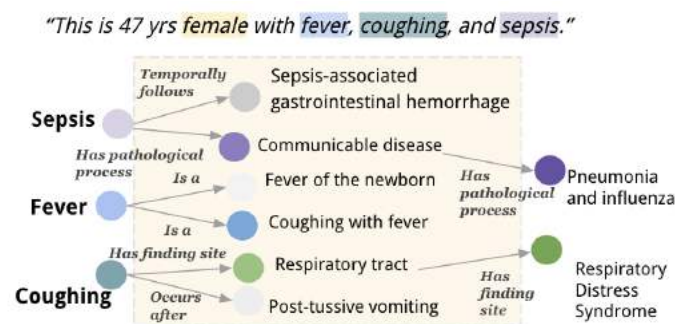 “This is 47 yrs female with fever, coughing, and sepsis.”
Temporally
follows
Sepsis-associated
gastrointestinal hemorrhage
Sepsis
Has pathological
process
Communicable disease
Is a
Fever of the newborn
Has
pathological
process
Pneumonia
and influenza
Fever
Is a
Coughing with fever
Has finding site
Respiratory tract
Coughing
Occurs
after
Post-tussive vomiting
Has
finding
site
Respiratory
Distress
Syndrome